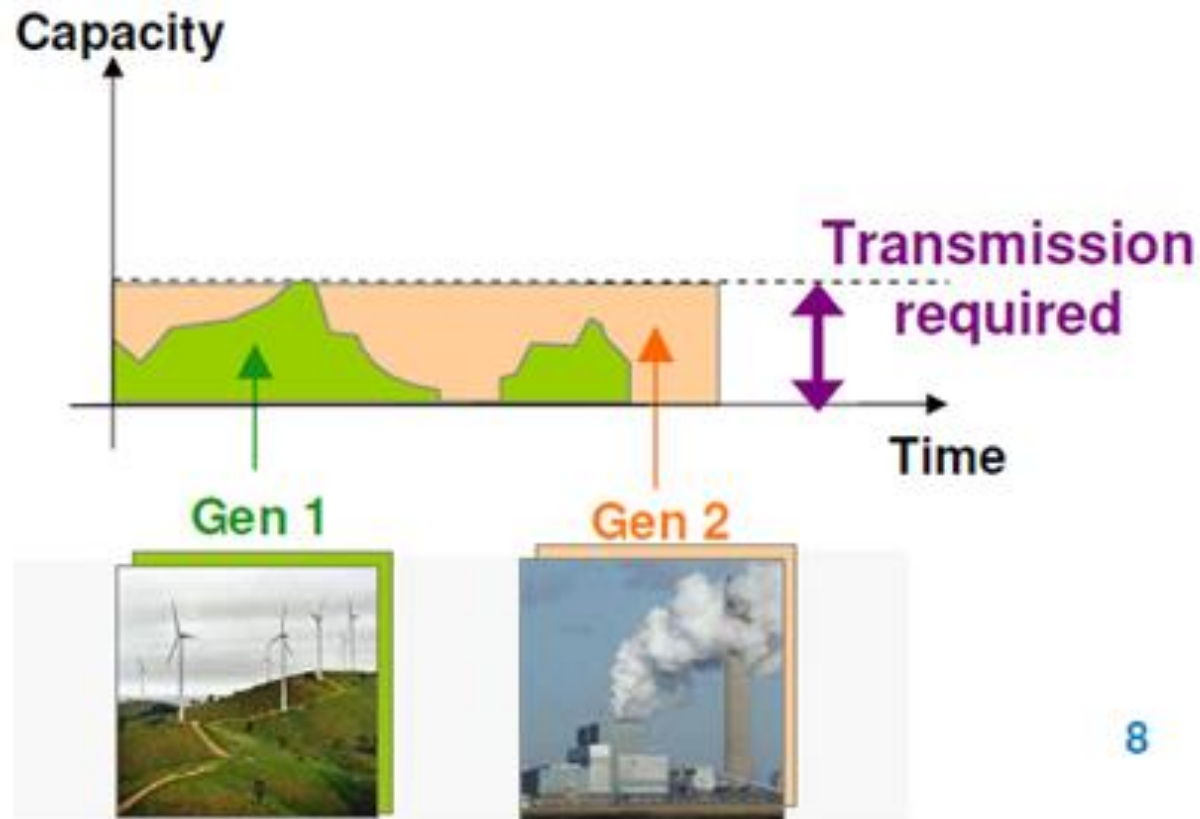 Capacity
Transmission
required
Time
Gen 1
Gen 2
8